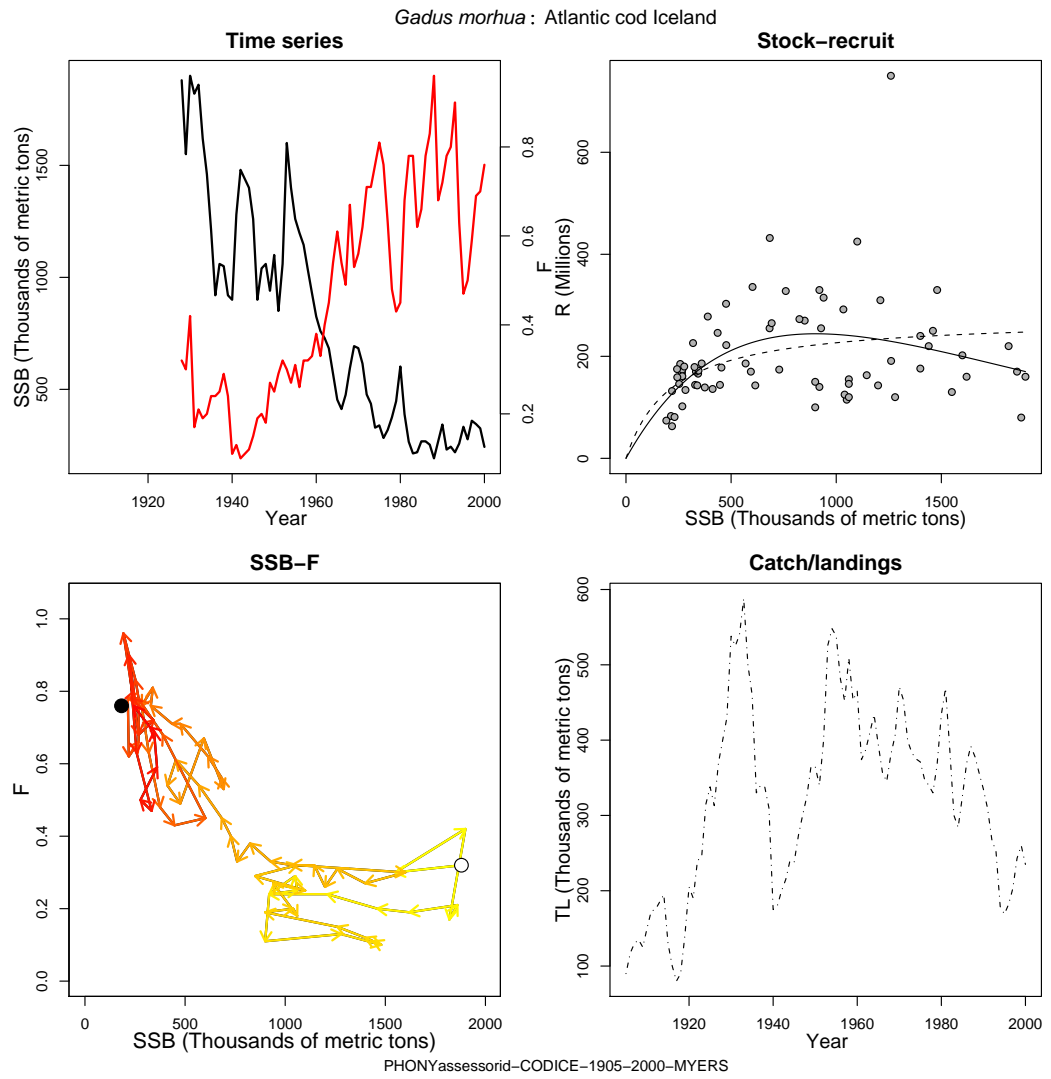 Gadus morhua : Atlantic cod Iceland
Time series
SSB (Thousands of metric tons)
500
1000
1500
0.2
0.4
0.6
0.8
F
1920
1940
1960
1980
2000
Year
Stock−recruit
R (Millions)
0
200
400
600
0
500
1000
1500
SSB (Thousands of metric tons)
SSB−F
F
0.0
0.2
0.4
0.6
0.8
1.0
0
500
1000
1500
2000
SSB (Thousands of metric tons)
Catch/landings
TL (Thousands of metric tons)
100
200
300
400
500
600
1920
1940
1960
1980
2000
Year
PHONYassessorid−CODICE−1905−2000−MYERS